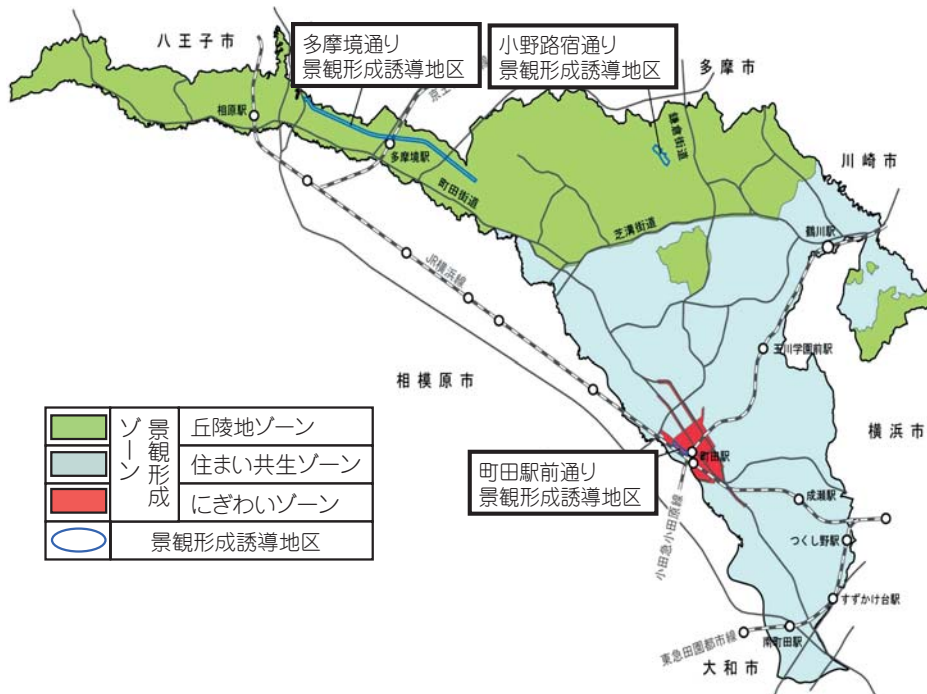 八王子市
多摩境通り
景観形成誘導地区
小野路宿通り
景観形成誘導地区
多摩市
川崎市
相原駅
多摩境駅
鎌倉街道
町田街道
芝溝街道
鶴川駅
JR横浜線
玉川学園前駅
相模原市
横浜市
町田駅
町田駅前通り
景観形成誘導地区
成瀬駅
つくし野駅
小田急小田原線
すずかけ台駅
南町田駅
東急田園都市線
大和市
景観形成
ゾーン
丘陵地ゾーン
住まい共生ゾーン
にぎわいゾーン
景観形成誘導地区